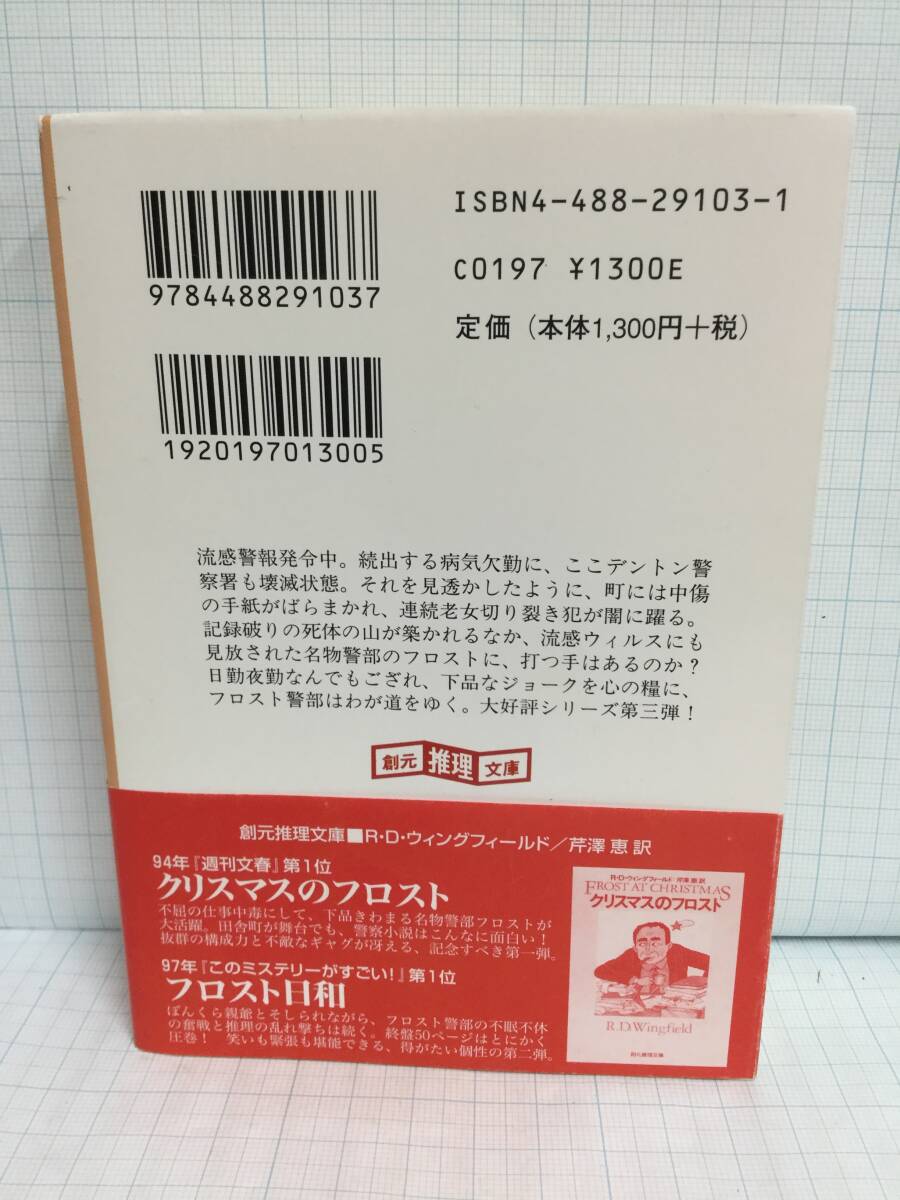 9784488291037
ISBN4-488-29103-1
C0197 ¥1300E
定価（本体1,300円＋税）
1920197013005
流感警報発令中。続出する病気欠勤に、ここデントン警
察署も壊滅状態。それを見透かしたように、町には中傷
の手紙がばらまかれ、連続老女切り裂き犯が闇に躍る。
記録破りの死体の山が築かれるなか、流感ウィルスにも
見放された名物警部のフロストに、打つ手はあるのか？
日勤夜勤なんでもござれ、下品なジョークを心の糧に、
フロスト警部はわが道をゆく。大好評シリーズ第三弾！
創元推理文庫
創元推理文庫■R・D・ウィングフィールド／芹澤 恵 訳
94年『週刊文春』第1位
クリスマスのフロスト
不屈の仕事中毒にして、下品きわまる名物警部フロストが
大活躍。田舎町が舞台でも、警察小説はこんなに面白い！
抜群の構成力と不敵なギャグが冴える、記念すべき第一弾。
97年『このミステリーがすごい！』第1位
フロスト日和
ぼんくら親爺とそしられながら、フロスト警部の不眠不休
の奮戦と推理の乱れ撃ちは続く。終盤50ページはとにかく
圧巻！ 笑いも緊張も堪能できる、得がたい個性の第二弾。
R・D・ウィングフィールド 芹澤 恵 訳
FROST AT CHRISTMAS
クリスマスのフロスト
R.D.Wingfield
創元推理文庫